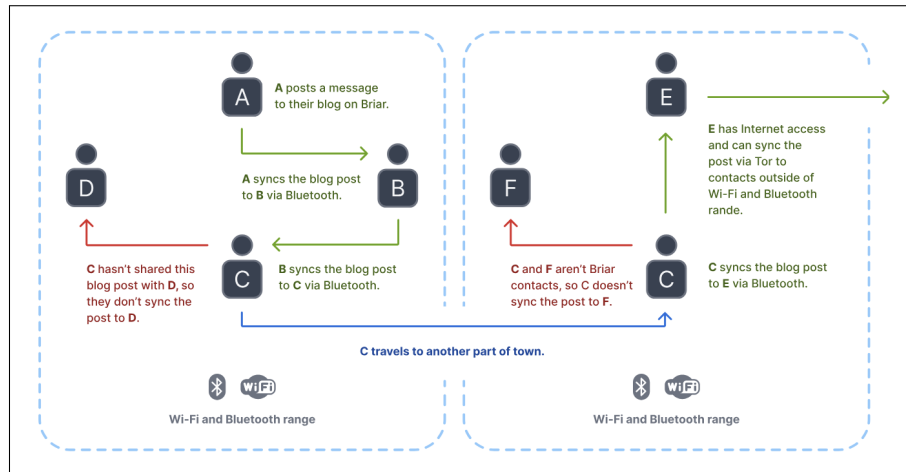 A
A posts a message
to their blog on Briar.
D
B
A syncs the blog post
to B via Bluetooth.
C
C hasn't shared this
blog post with D, so
they don't sync the
post to D.
B syncs the blog post
to C via Bluetooth.
E
E has Internet access
and can sync the
post via Tor to
contacts outside of
Wi-Fi and Bluetooth
rande.
F
C
C and F aren't Briar
contacts, so C doesn't
sync the post to F.
C syncs the blog post
to E via Bluetooth.
C travels to another part of town.
WiFi
Wi-Fi and Bluetooth range
WiFi
Wi-Fi and Bluetooth range